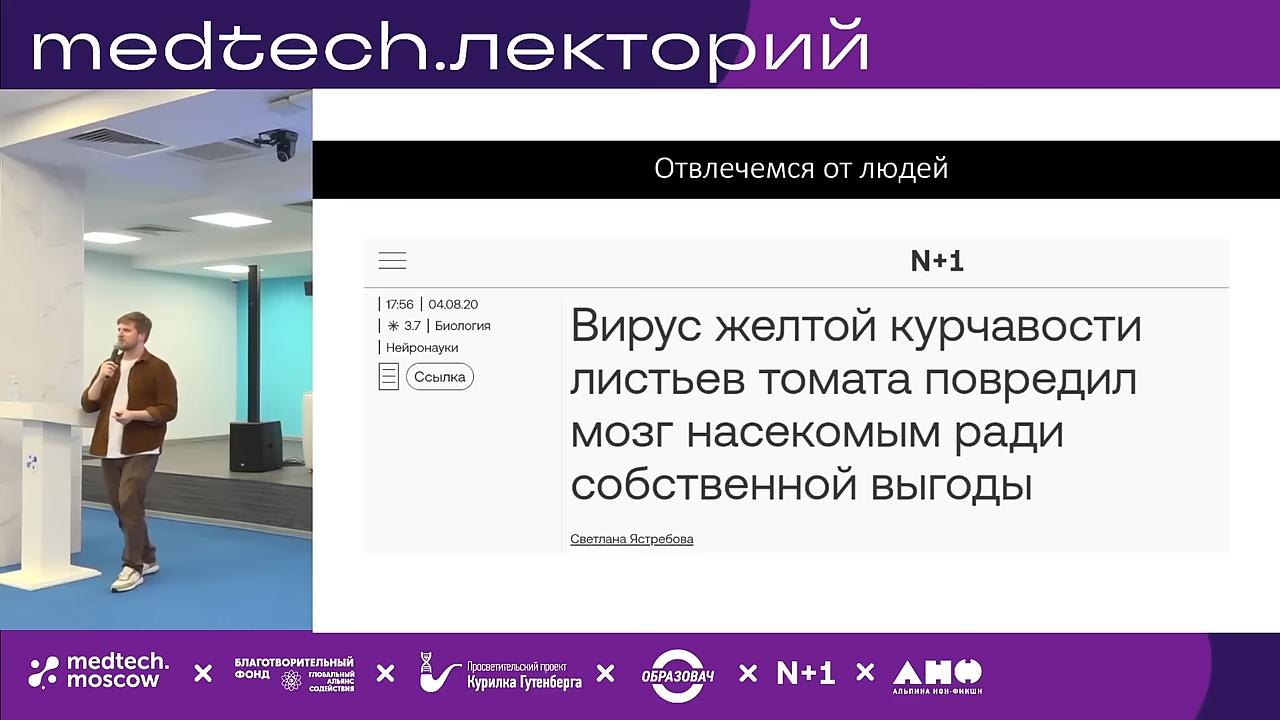 medtech.лекторий
Отвлечемся от людей
N+1
17:56 | 04.08.20
3.7 | Биология
Нейронауки
Ссылка
Вирус желтой курчавости
листьев томата повредил
мозг насекомым ради
собственной выгоды
Светлана Ястребова
medtech.
moscow
×
БЛАГОТВОРИТЕЛЬНЫЙ
ФОНД
ГЛОБАЛЬНЫЙ
АЛЬЯНС
СОДЕЙСТВИЯ
×
Просветительский проект
Курилка Гутенберга
×
ОБРАЗОВАЧ
×
N+1
×
АНФ
АЛЬПИНА НОН-ФИКШН